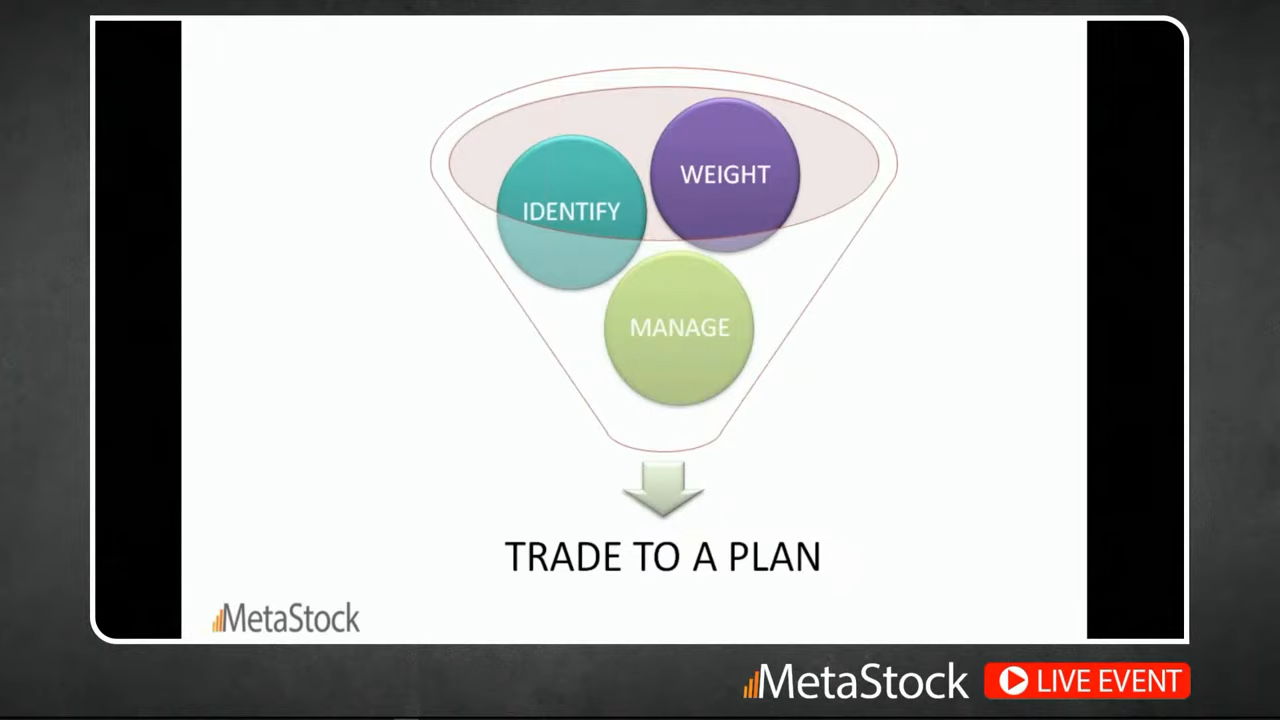 WEIGHT
IDENTIFY
MANAGE
TRADE TO A PLAN
MetaStock
MetaStock LIVE EVENT